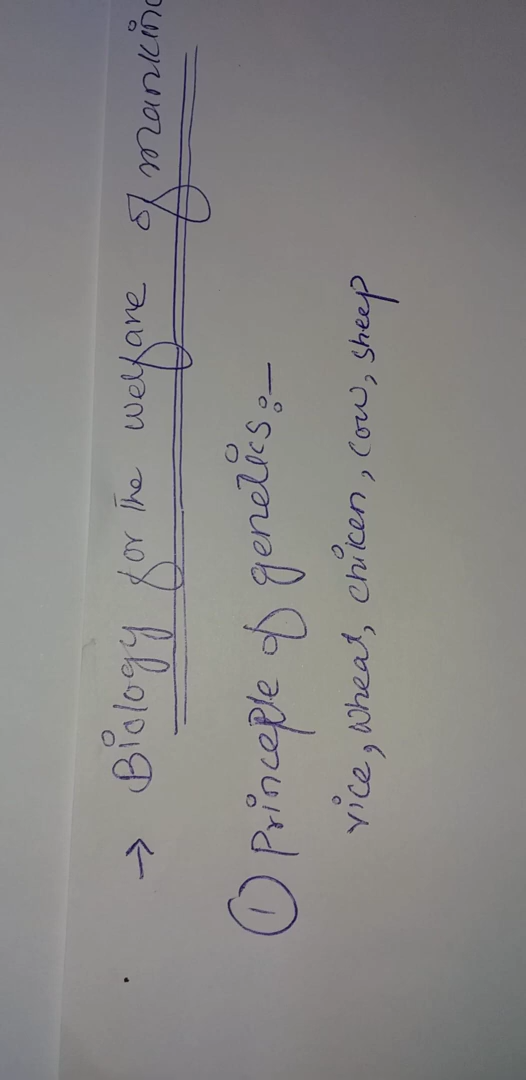 → Biology for the welfare of mankind
① Princeple of genetics:-
rice, wheat, chicken, cow, sheep